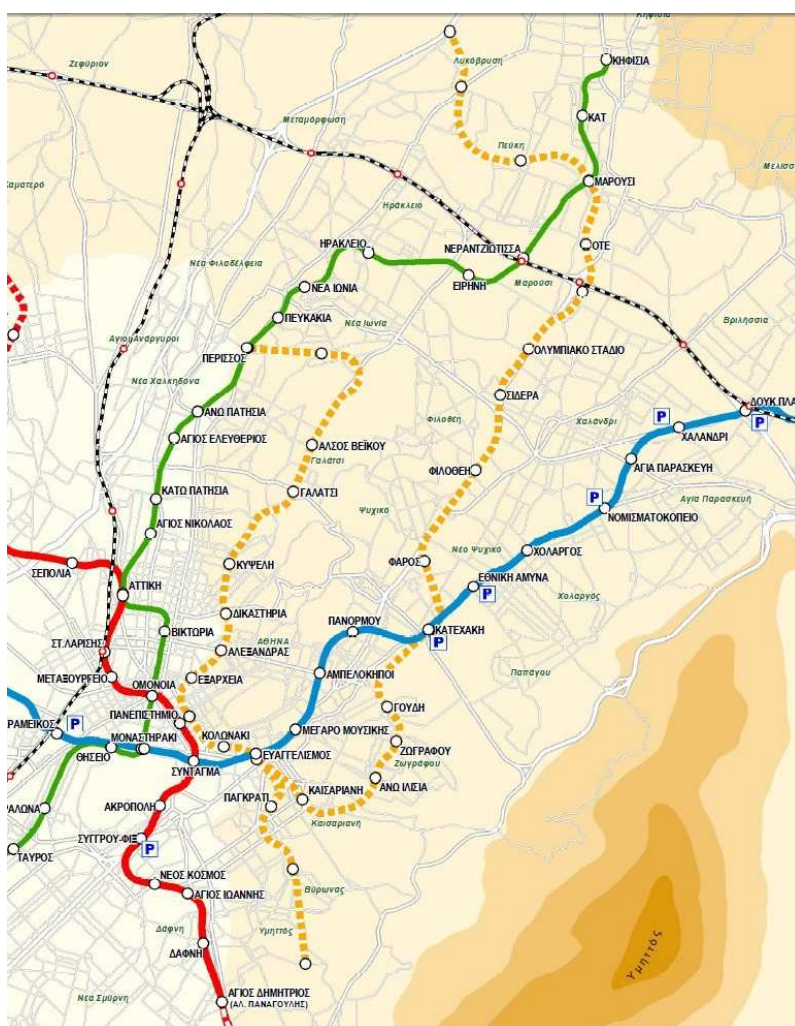 Κηφισιά
Λυκόβρυση
ΚΗΦΙΣΙΑ
Ζεφύριον
Μεταμόρφωση
ΚΑΤ
Πεύκη
Μελίσσ
Καματερό
ΜΑΡΟΥΣΙ
Ηράκλειο
ΗΡΑΚΛΕΙΟ
ΝΕΡΑΝΤΖΙΩΤΙΣΣΑ
ΟΤΕ
Νέα Φιλαδέλφεια
ΕΙΡΗΝΗ
Μαρούσι
ΝΕΑ ΙΩΝΙΑ
ΠΕΥΚΑΚΙΑ
Νέα Ιωνία
Βριλήσσια
Άγιοι Ανάργυροι
ΠΕΡΙΣΣΟΣ
ΟΛΥΜΠΙΑΚΟ ΣΤΑΔΙΟ
Νέα Χαλκηδόνα
ΣΙΔΕΡΑ
ΔΟΥΚ.ΠΛΑ
ΑΝΩ ΠΑΤΗΣΙΑ
Φιλοθέη
Χαλάνδρι
P
P
ΑΓΙΟΣ ΕΛΕΥΘΕΡΙΟΣ
ΑΛΣΟΣ ΒΕΪΚΟΥ
ΧΑΛΑΝΔΡΙ
Γαλάτσι
ΦΙΛΟΘΕΗ
P
ΑΓΙΑ ΠΑΡΑΣΚΕΥΗ
ΚΑΤΩ ΠΑΤΗΣΙΑ
ΓΑΛΑΤΣΙ
P
Αγία Παρασκευή
Ψυχικό
ΝΟΜΙΣΜΑΤΟΚΟΠΕΙΟ
ΑΓΙΟΣ ΝΙΚΟΛΑΟΣ
Νέο Ψυχικό
ΧΟΛΑΡΓΟΣ
ΣΕΠΟΛΙΑ
ΚΥΨΕΛΗ
ΦΑΡΟΣ
ΕΘΝΙΚΗ ΑΜΥΝΑ
P
ΑΤΤΙΚΗ
Χολαργός
ΔΙΚΑΣΤΗΡΙΑ
ΠΑΝΟΡΜΟΥ
ΒΙΚΤΩΡΙΑ
ΚΑΤΕΧΑΚΗ
P
ΣΤ.ΛΑΡΙΣΗΣ
ΑΘΗΝΑ
ΑΛΕΞΑΝΔΡΑΣ
ΜΕΤΑΞΟΥΡΓΕΙΟ
ΑΜΠΕΛΟΚΗΠΟΙ
Παπάγου
ΕΞΑΡΧΕΙΑ
ΟΜΟΝΟΙΑ
ΓΟΥΔΗ
ΠΑΝΕΠΙΣΤΗΜΙΟ
ΡΑΜΕΙΚΟΣ
P
ΜΕΓΑΡΟ ΜΟΥΣΙΚΗΣ
ΜΟΝΑΣΤΗΡΑΚΙ
ΚΟΛΩΝΑΚΙ
ΖΩΓΡΑΦΟΥ
ΘΗΣΕΙΟ
ΕΥΑΓΓΕΛΙΣΜΟΣ
Ζωγράφου
ΣΥΝΤΑΓΜΑ
ΑΝΩ ΙΛΙΣΙΑ
ΠΑΓΚΡΑΤΙ
ΚΑΙΣΑΡΙΑΝΗ
ΡΑΛΩΝΑ
ΑΚΡΟΠΟΛΗ
Καισαριανή
ΣΥΓΓΡΟΥ-ΦΙΞ
P
ΤΑΥΡΟΣ
ΝΕΟΣ ΚΟΣΜΟΣ
ΑΓΙΟΣ ΙΩΑΝΝΗΣ
Βύρωνας
Δάφνη
Υμηττός
ΔΑΦΝΗ
Υμηττός
Νέα Σμύρνη
ΑΓΙΟΣ ΔΗΜΗΤΡΙΟΣ
(ΑΛ. ΠΑΝΑΓΟΥΛΗΣ)